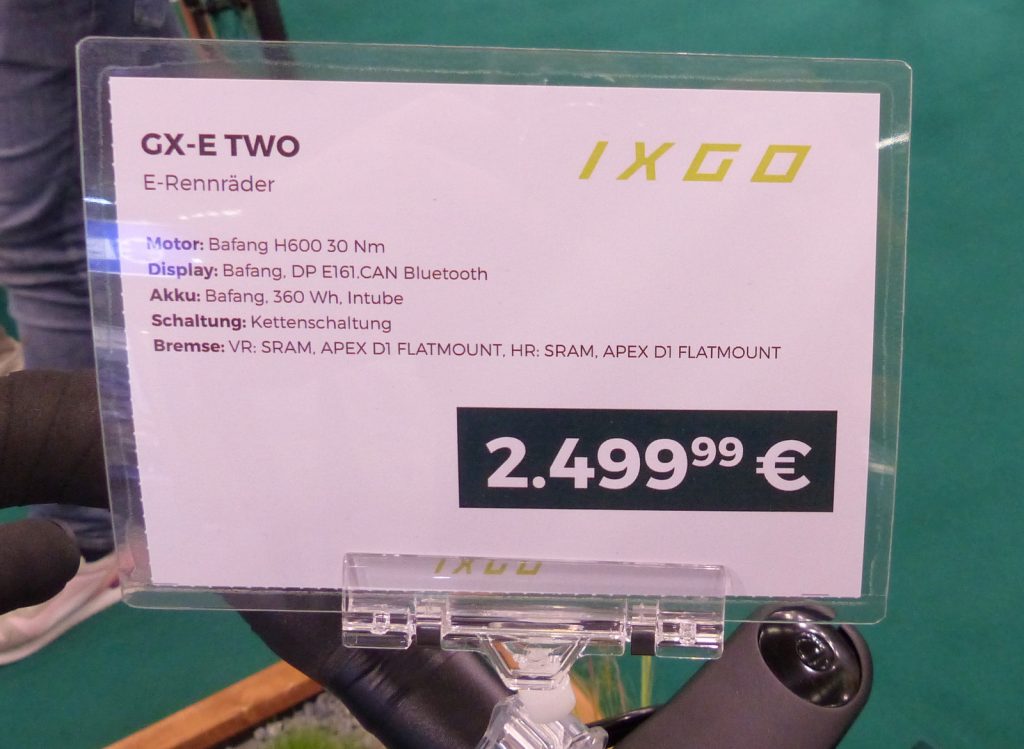 GX-E TWO
IXGO
E-Rennräder
Motor: Bafang H600 30 Nm
Display: Bafang, DP E161.CAN Bluetooth
Akku: Bafang, 360 Wh, Intube
Schaltung: Kettenschaltung
Bremse: VR: SRAM, APEX D1 FLATMOUNT, HR: SRAM, APEX D1 FLATMOUNT
2.499⁹⁹ €
IXGO